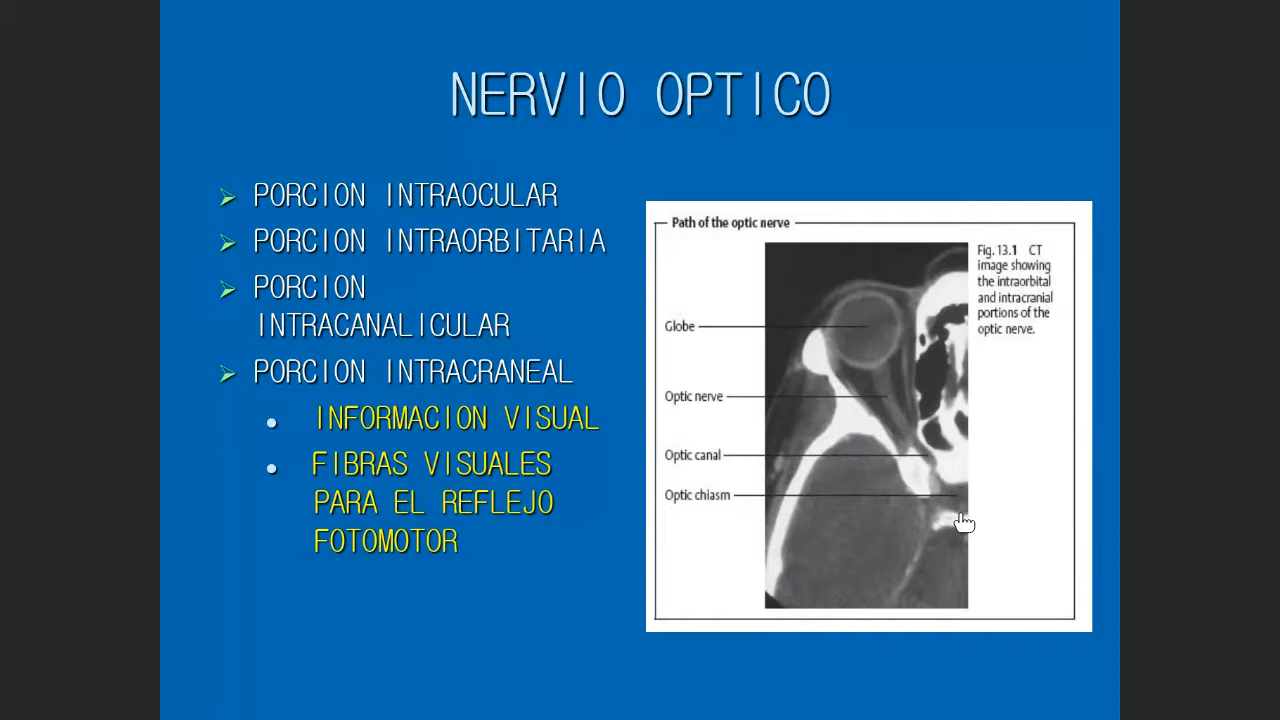 NERVIO OPTICO
PORCION INTRAOCULAR
PORCION INTRAORBITARIA
PORCION
INTRACANALICULAR
PORCION INTRACRANEAL
INFORMACION VISUAL
FIBRAS VISUALES
PARA EL REFLEJO
FOTOMOTOR
Path of the optic nerve
Globe
Optic nerve
Optic canal
Optic chiasm
Fig. 13.1 CT
image showing
the intraorbital
and intracranial
portions of the
optic nerve.